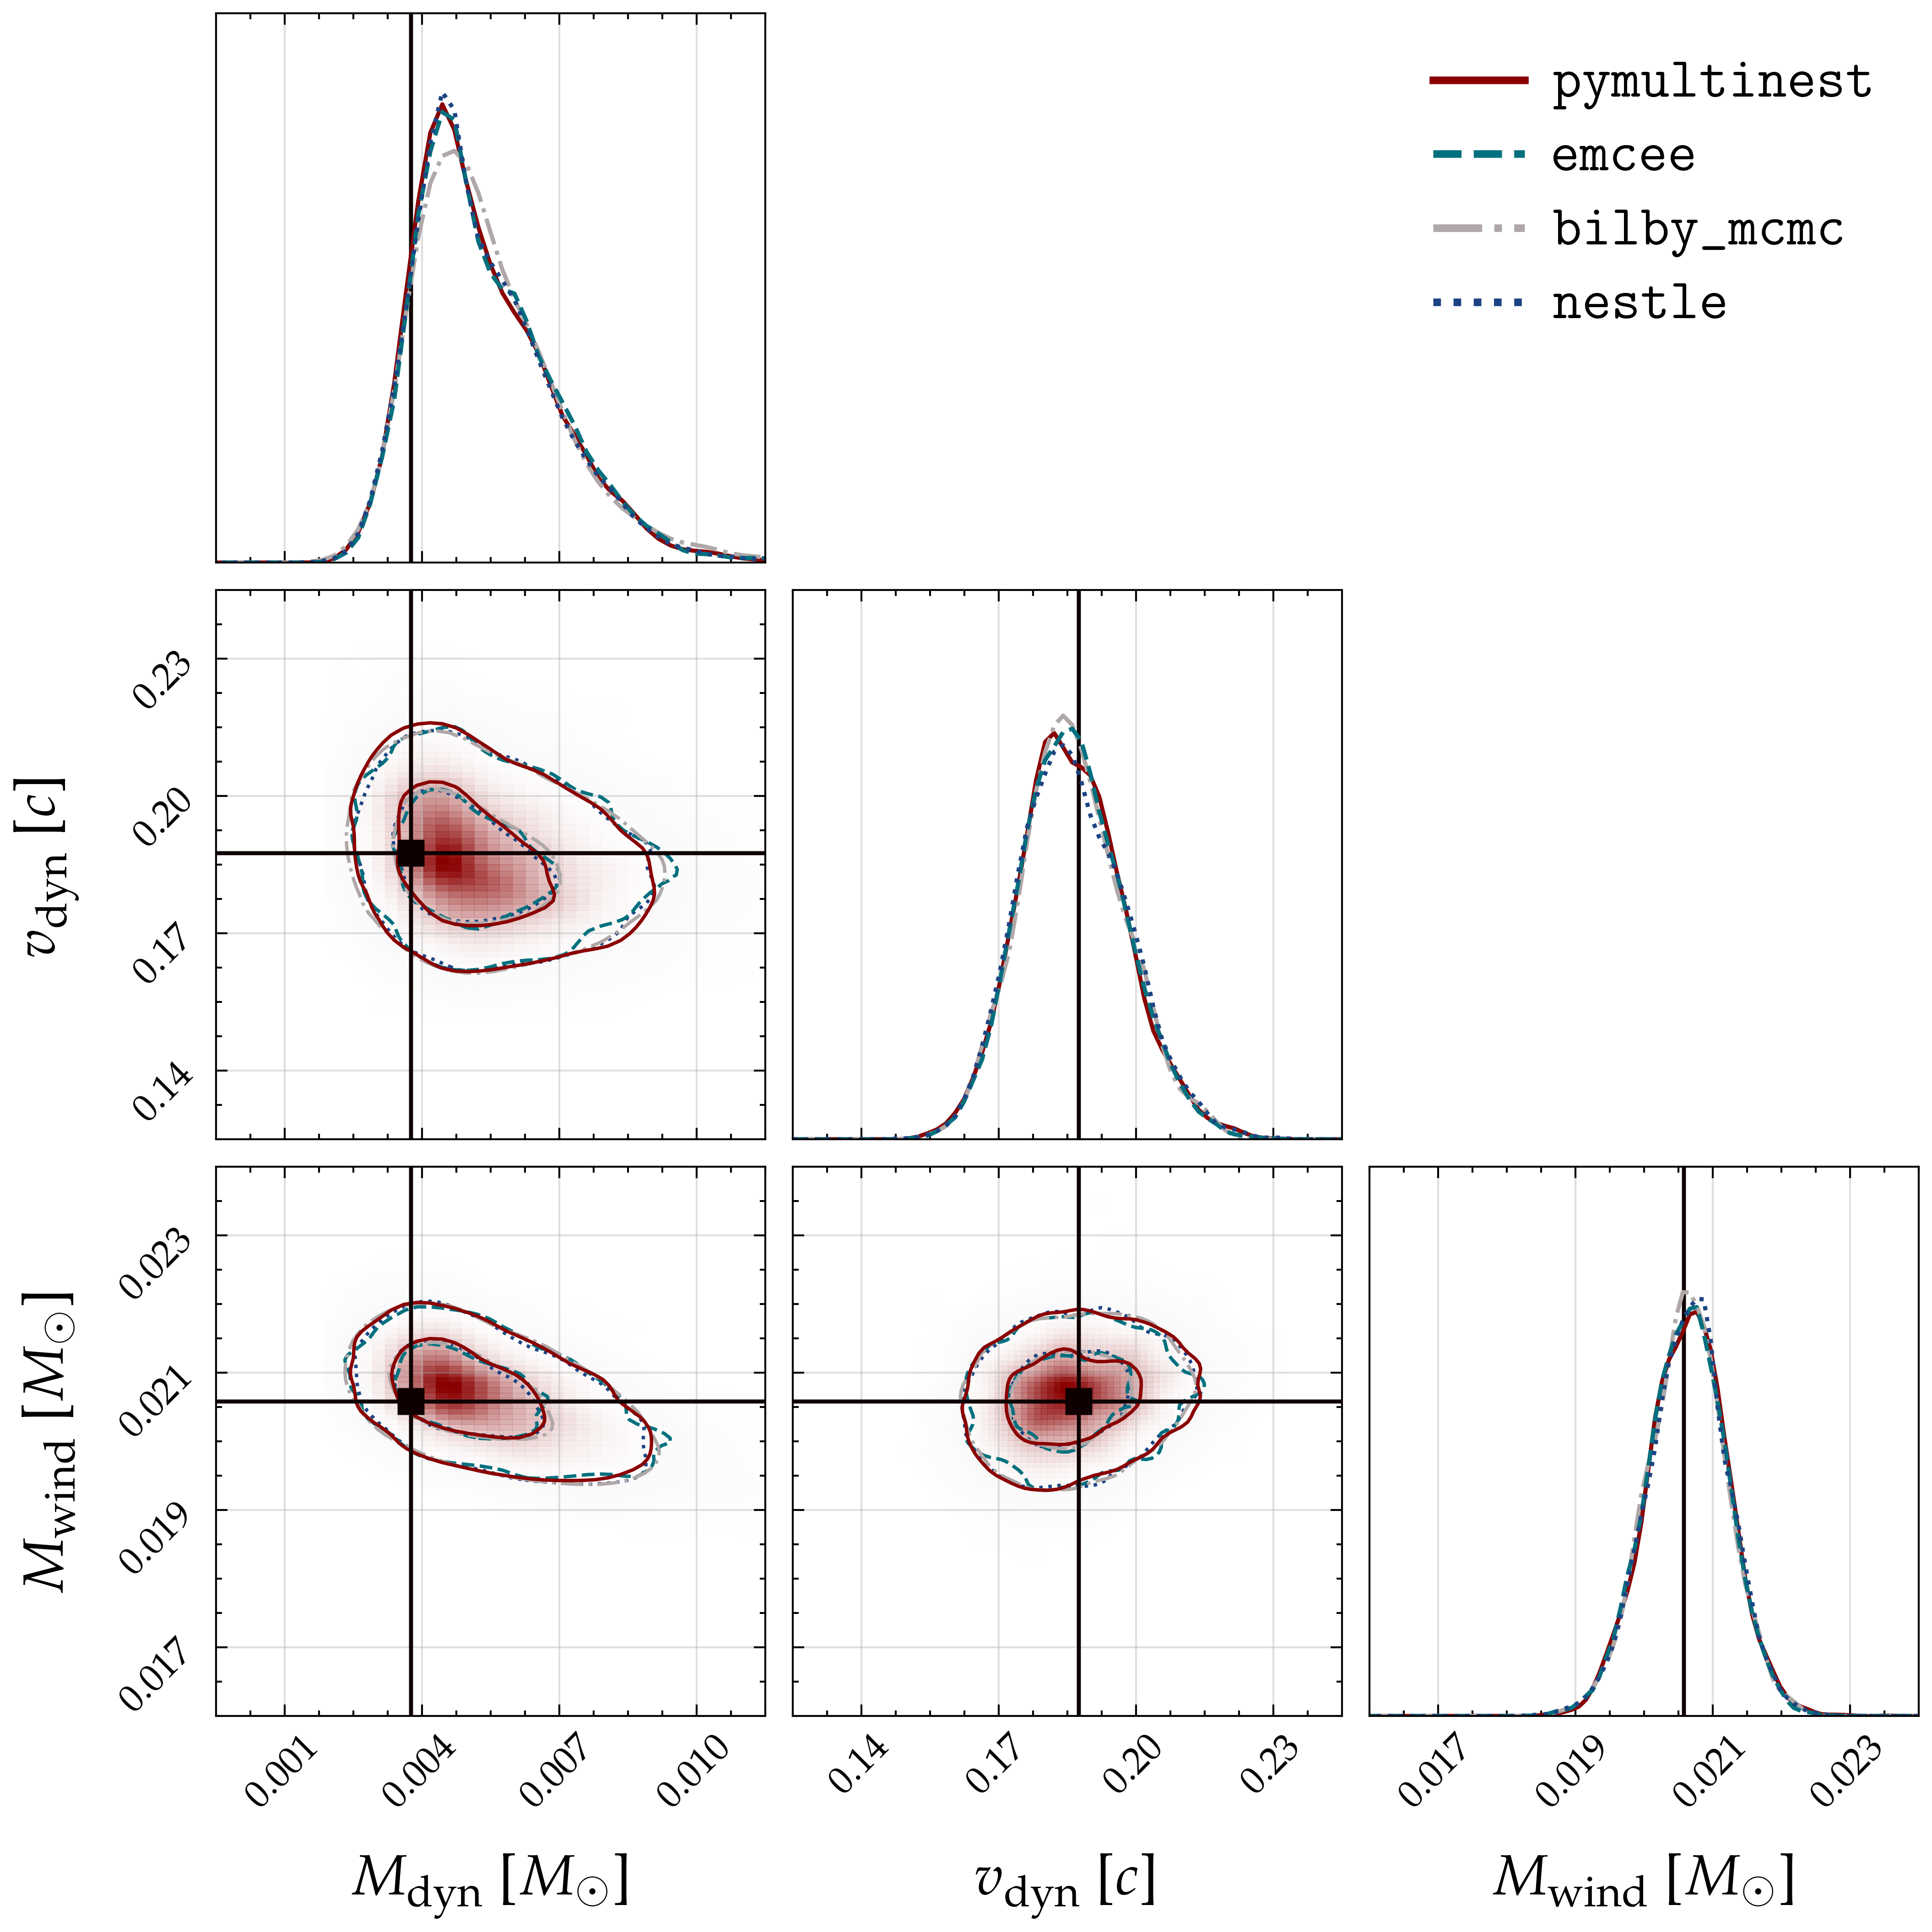 pymultinest
emcee
bilby_mcmc
nestle
v_dyn [c]
0.23
0.20
0.17
0.14
M_wind [M_⊙]
0.023
0.021
0.019
0.017
0.001 0.004 0.007 0.010
0.14 0.17 0.20 0.23
0.017 0.019 0.021 0.023
M_dyn [M_⊙]
v_dyn [c]
M_wind [M_⊙]